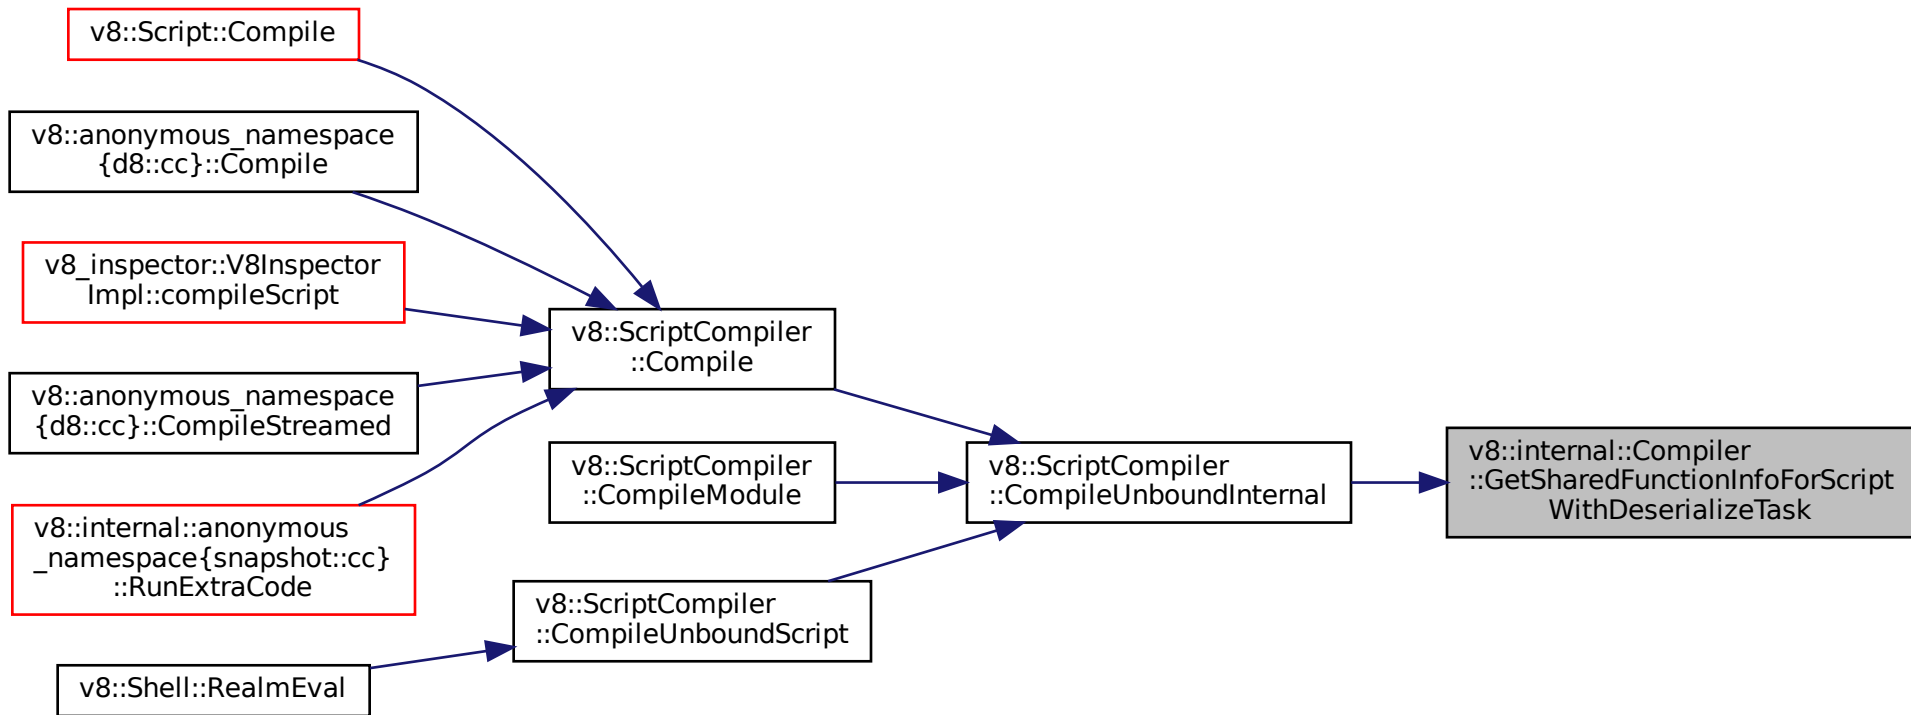 v8::Script::Compile
v8::anonymous_namespace
{d8::cc}::Compile
v8_inspector::V8Inspector
Impl::compileScript
v8::anonymous_namespace
{d8::cc}::CompileStreamed
v8::internal::anonymous
_namespace{snapshot::cc}
::RunExtraCode
v8::Shell::RealmEval
v8::ScriptCompiler
::Compile
v8::ScriptCompiler
::CompileModule
v8::ScriptCompiler
::CompileUnboundScript
v8::ScriptCompiler
::CompileUnboundInternal
v8::internal::Compiler
::GetSharedFunctionInfoForScript
WithDeserializeTask